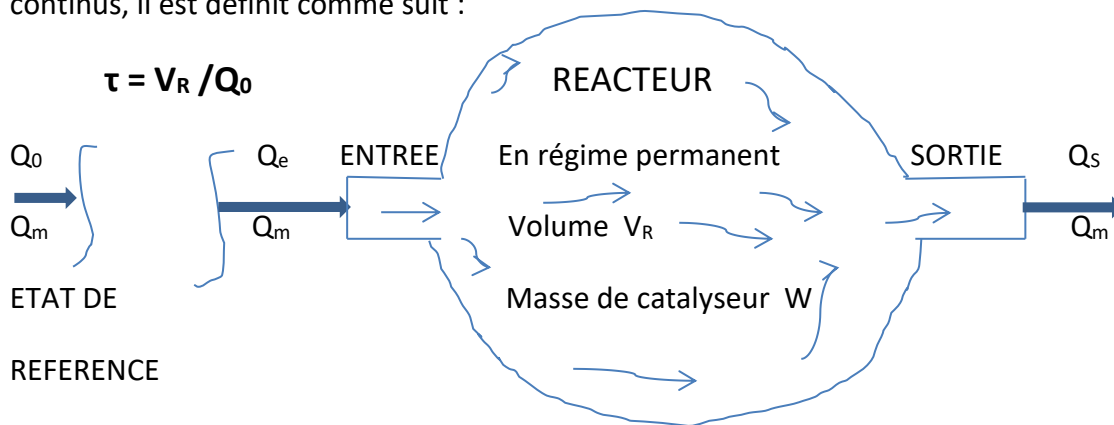 continus, il est définit comme suit :
τ = VR /Q0
REACTEUR
Q0 Qe ENTREE En régime permanent SORTIE QS
Qm Qm Volume VR Qm
ETAT DE Masse de catalyseur W
REFERENCE